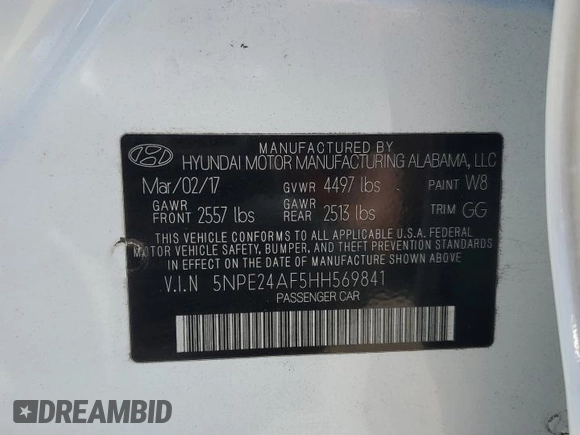 MANUFACTURED BY
HYUNDAI MOTOR MANUFACTURING ALABAMA, LLC
Mar/02/17 GVWR 4497 lbs PAINT W8
GAWR FRONT 2557 lbs GAWR REAR 2513 lbs TRIM GG
THIS VEHICLE CONFORMS TO ALL APPLICABLE U.S.A. FEDERAL
MOTOR VEHICLE SAFETY, BUMPER, AND THEFT PREVENTION STANDARDS
IN EFFECT ON THE DATE OF MANUFACTURE SHOWN ABOVE
V.I.N 5NPE24AF5HH569841
PASSENGER CAR
DREAMBID